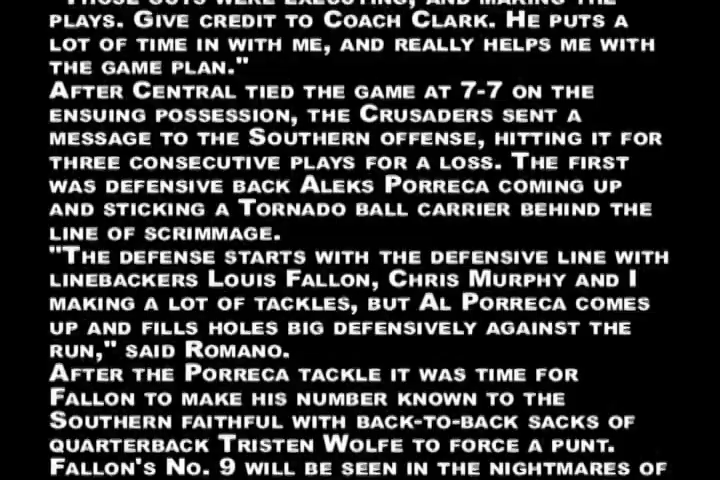 "Those guys were executing, and making the
plays. Give credit to Coach Clark. He puts a
lot of time in with me, and really helps me with
the game plan."
After Central tied the game at 7-7 on the
ensuing possession, the Crusaders sent a
message to the Southern offense, hitting it for
three consecutive plays for a loss. The first
was defensive back Aleks Porreca coming up
and sticking a Tornado ball carrier behind the
line of scrimmage.
"The defense starts with the defensive line with
linebackers Louis Fallon, Chris Murphy and I
making a lot of tackles, but Al Porreca comes
up and fills holes big defensively against the
run," said Romano.
After the Porreca tackle it was time for
Fallon to make his number known to the
Southern faithful with back-to-back sacks of
quarterback Tristen Wolfe to force a punt.
Fallon's No. 9 will be seen in the nightmares of